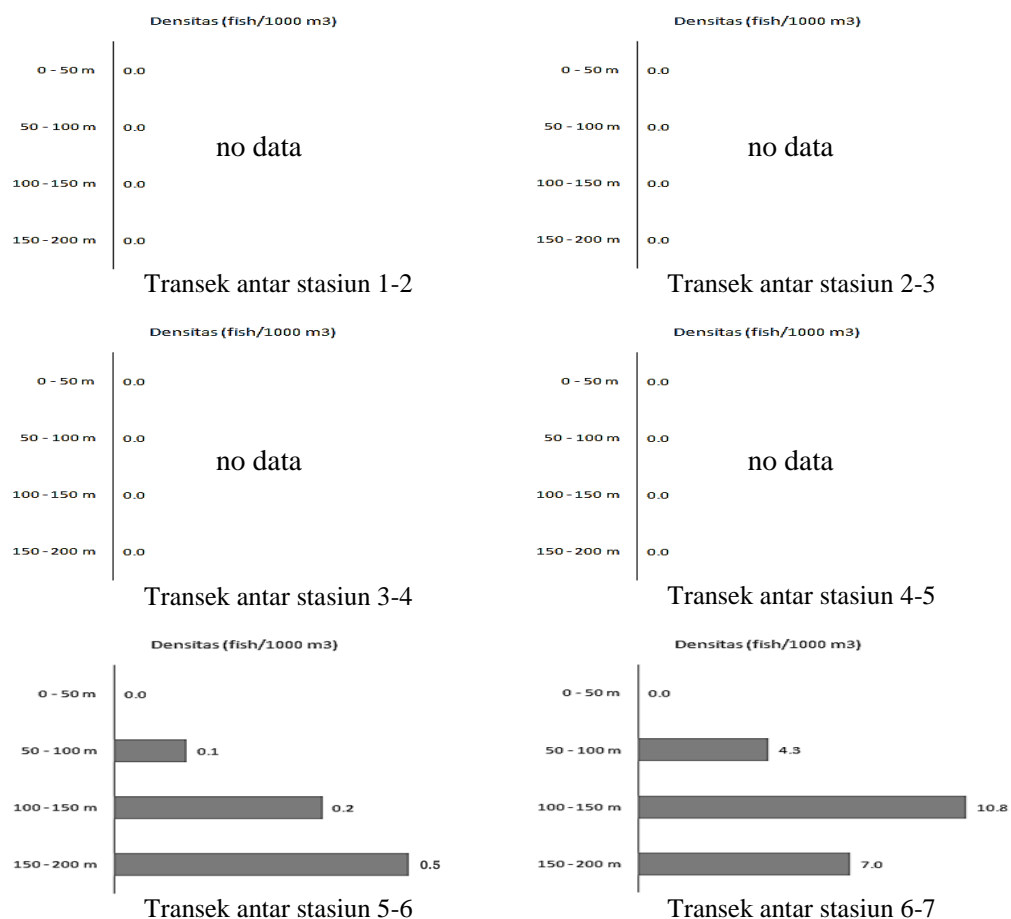 Densitas (fish/1000 m3)
0 - 50 m 0.0
50 - 100 m 0.0
no data
100 - 150 m 0.0
150 - 200 m 0.0
Transek antar stasiun 1-2
Densitas (fish/1000 m3)
0 - 50 m 0.0
50 - 100 m 0.0
no data
100 - 150 m 0.0
150 - 200 m 0.0
Transek antar stasiun 2-3
Densitas (fish/1000 m3)
0 - 50 m 0.0
50 - 100 m 0.0
no data
100 - 150 m 0.0
150 - 200 m 0.0
Transek antar stasiun 3-4
Densitas (fish/1000 m3)
0 - 50 m 0.0
50 - 100 m 0.0
no data
100 - 150 m 0.0
150 - 200 m 0.0
Transek antar stasiun 4-5
Densitas (fish/1000 m3)
0 - 50 m 0.0
50 - 100 m 0.1
100 - 150 m 0.2
150 - 200 m 0.5
Transek antar stasiun 5-6
Densitas (fish/1000 m3)
0 - 50 m 0.0
50 - 100 m 4.3
100 - 150 m 10.8
150 - 200 m 7.0
Transek antar stasiun 6-7